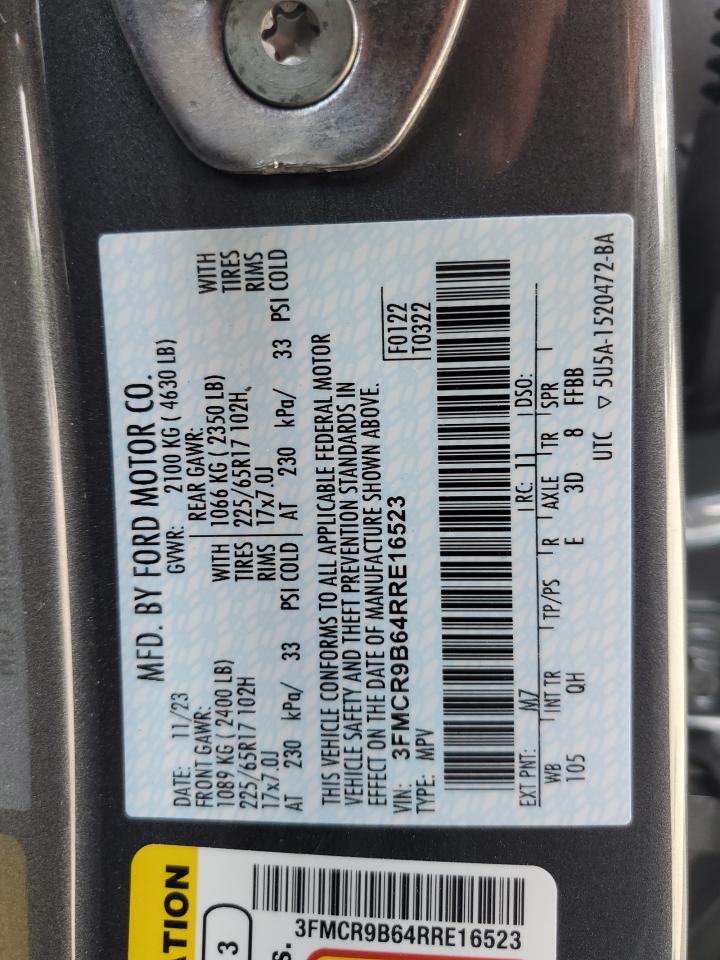 MFD. BY FORD MOTOR CO.
DATE: 11/23 GVWR: 2100 KG ( 4630 LB)
FRONT GAWR: REAR GAWR:
1089 KG ( 2400 LB) WITH 1066 KG ( 2350 LB) WITH
225/65R17 102H TIRES 225/65R17 102H, TIRES
17x7.0J RIMS 17x7.0J RIMS
AT 230 kPa/ 33 PSI COLD AT 230 kPa/ 33 PSI COLD
THIS VEHICLE CONFORMS TO ALL APPLICABLE FEDERAL MOTOR
VEHICLE SAFETY AND THEFT PREVENTION STANDARDS IN
EFFECT ON THE DATE OF MANUFACTURE SHOWN ABOVE.
VIN: 3FMCR9B64RRE16523 F0122
TYPE: MPV T0322
EXT PNT: M7 RC: 11 DSO:
WB INT TR TP/PS R AXLE TR SPR
105 QH E 3D 8 FFBB
UTC ▽ 5U5A-1520472-BA
ATION
3
s.
3FMCR9B64RRE16523